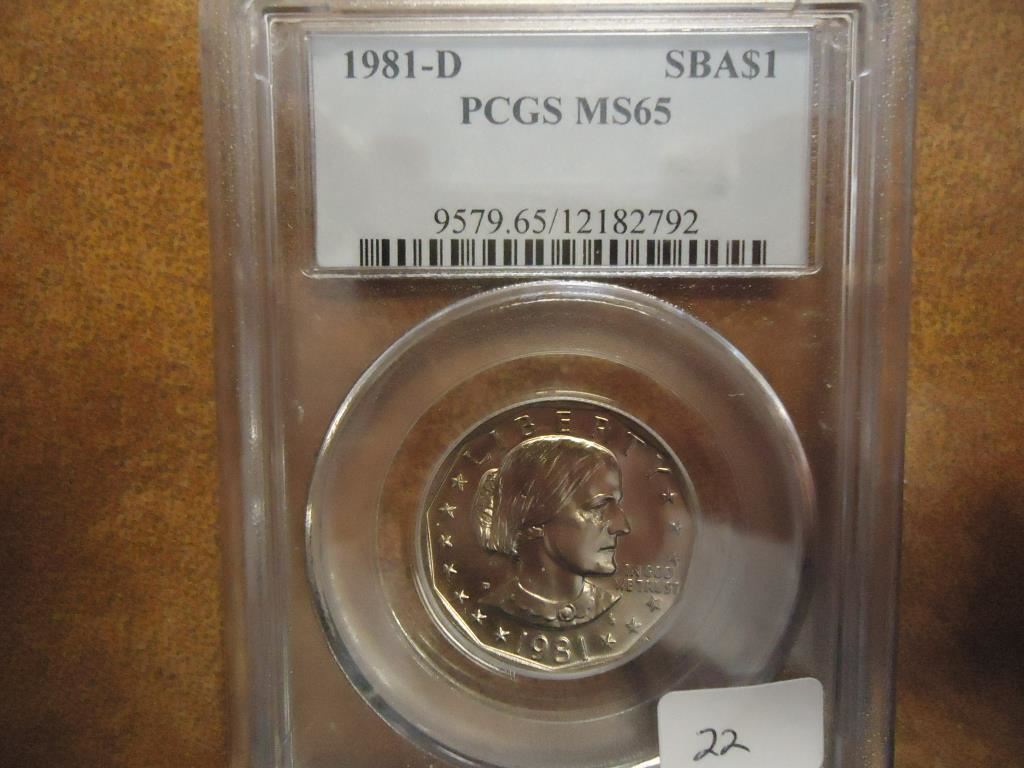 1981-D SBA$1
PCGS MS65
9579.65/12182792
LIBERTY
IN GOD
WE TRUST
D
1981
22